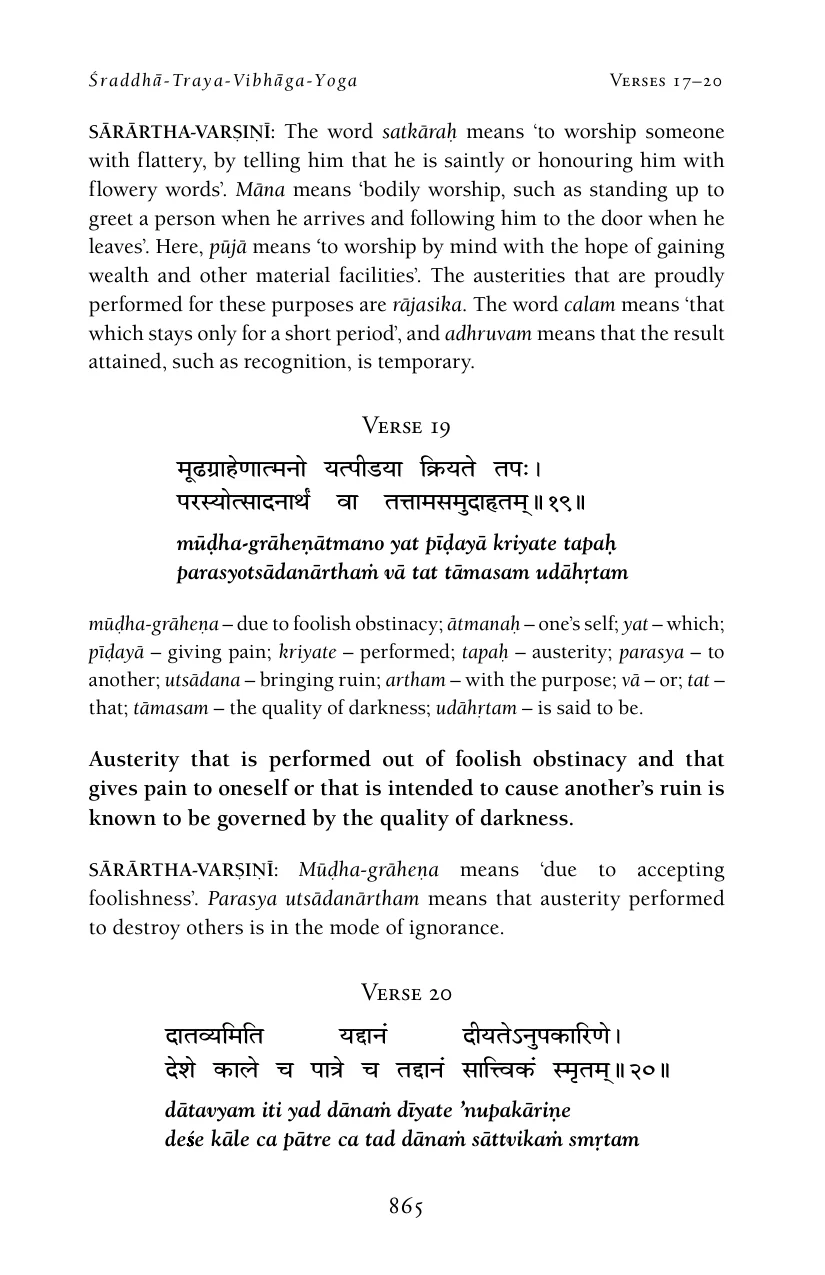 Śraddhā-Traya-Vibhāga-Yoga Verses 17–20
SĀRĀRTHA-VARṢIṆĪ: The word satkāraḥ means ‘to worship someone
with flattery, by telling him that he is saintly or honouring him with
flowery words’. Māna means ‘bodily worship, such as standing up to
greet a person when he arrives and following him to the door when he
leaves’. Here, pūjā means ‘to worship by mind with the hope of gaining
wealth and other material facilities’. The austerities that are proudly
performed for these purposes are rājasika. The word calam means ‘that
which stays only for a short period’, and adhruvam means that the result
attained, such as recognition, is temporary.
Verse 19
मूढग्राहेणात्मनो यत्पीडया क्रियते तपः।
परस्योत्सादनार्थं वा तत्तामसमुदाहृतम्॥१९॥
mūḍha-grāheṇātmano yat pīḍayā kriyate tapaḥ
parasyotsādanārthaṁ vā tat tāmasam udāhṛtam
mūḍha-grāheṇa – due to foolish obstinacy; ātmanaḥ – one’s self; yat – which;
pīḍayā – giving pain; kriyate – performed; tapaḥ – austerity; parasya – to
another; utsādana – bringing ruin; artham – with the purpose; vā – or; tat –
that; tāmasam – the quality of darkness; udāhṛtam – is said to be.
Austerity that is performed out of foolish obstinacy and that
gives pain to oneself or that is intended to cause another’s ruin is
known to be governed by the quality of darkness.
SĀRĀRTHA-VARṢIṆĪ: Mūḍha-grāheṇa means ‘due to accepting
foolishness’. Parasya utsādanārtham means that austerity performed
to destroy others is in the mode of ignorance.
Verse 20
दातव्यमिति यद्दानं दीयतेऽनुपकारिणे।
देशे काले च पात्रे च तद्दानं सात्त्विकं स्मृतम्॥२०॥
dātavyam iti yad dānaṁ dīyate ’nupakāriṇe
deśe kāle ca pātre ca tad dānaṁ sāttvikaṁ smṛtam
865